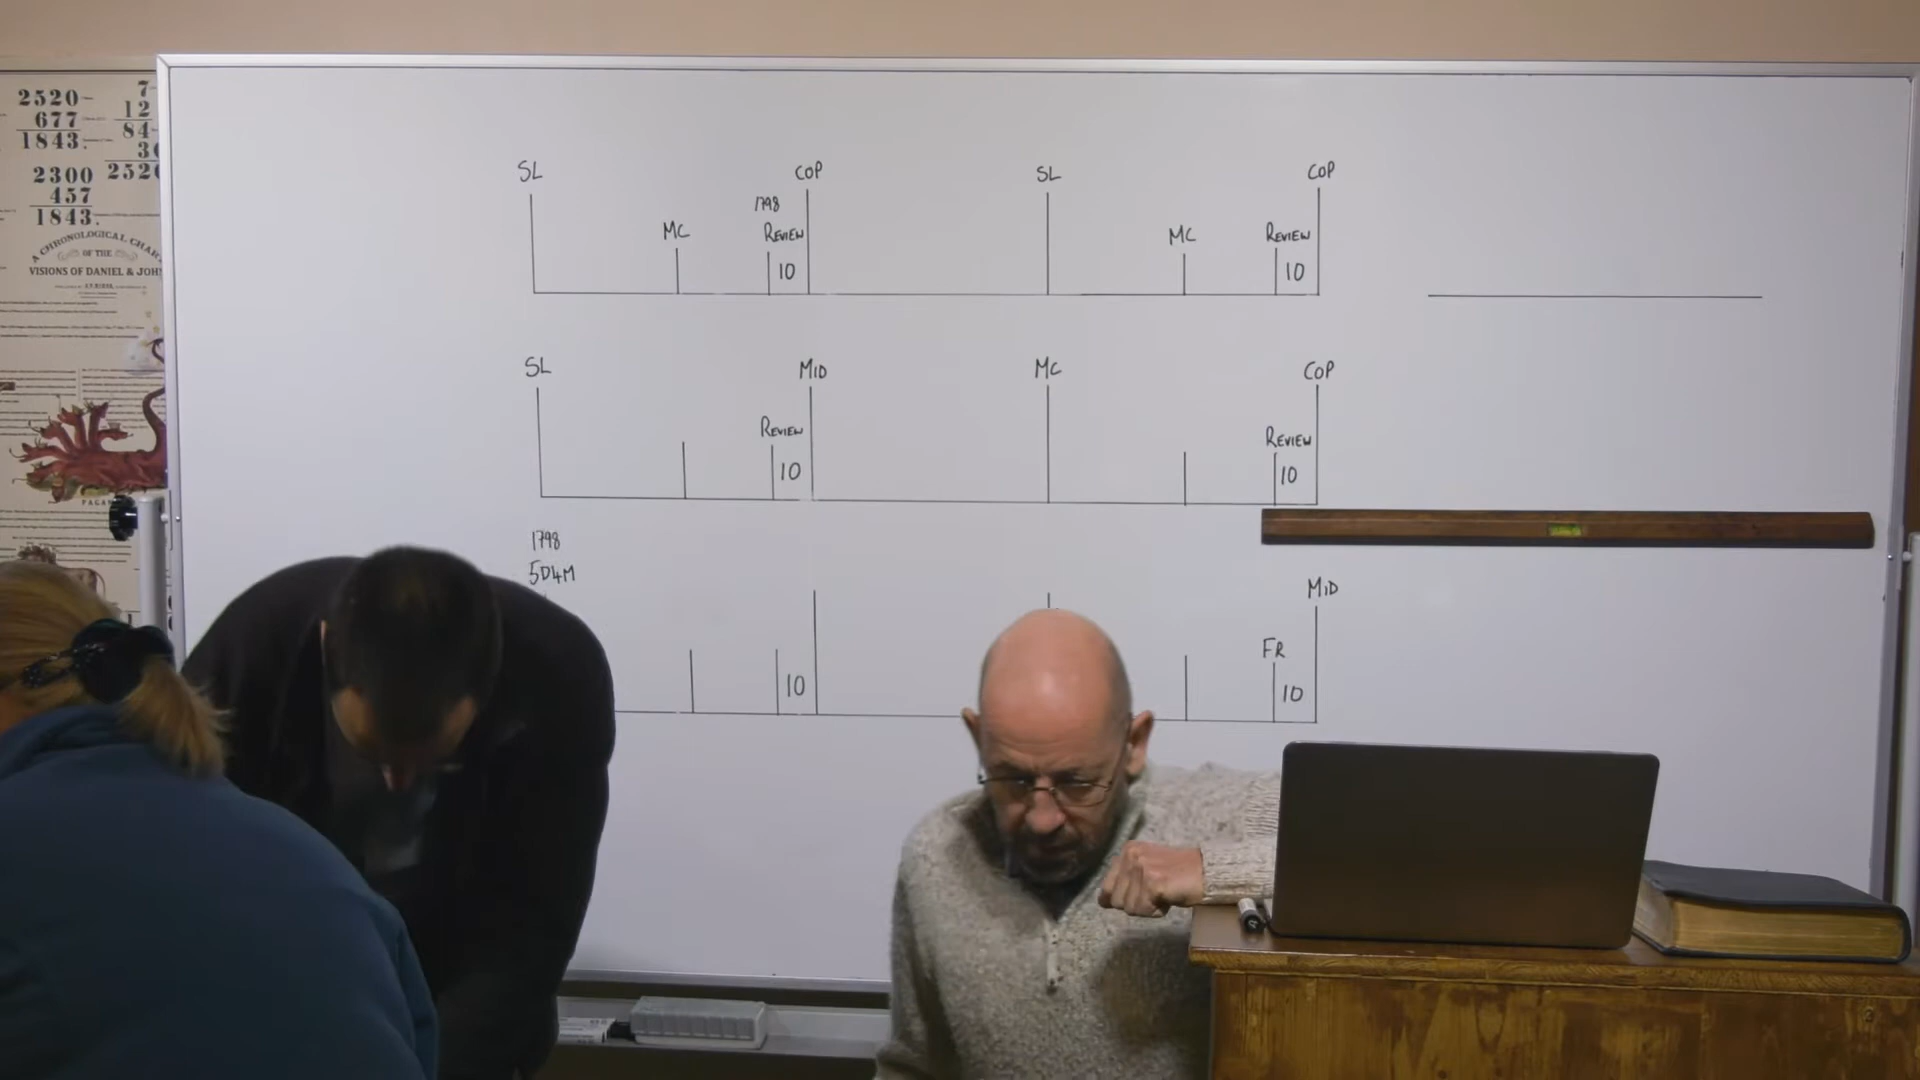 2520
677
1843.
7
12
84
30
2520
2300
457
1843.
A CHRONOLOGICAL CHART
OF THE
VISIONS OF DANIEL & JOHN
PAGAN
SL COP SL COP
1798
MC REVIEW MC REVIEW
10 10
SL MID MC COP
REVIEW REVIEW
10 10
1798
5D4M
MID
FR
10 10